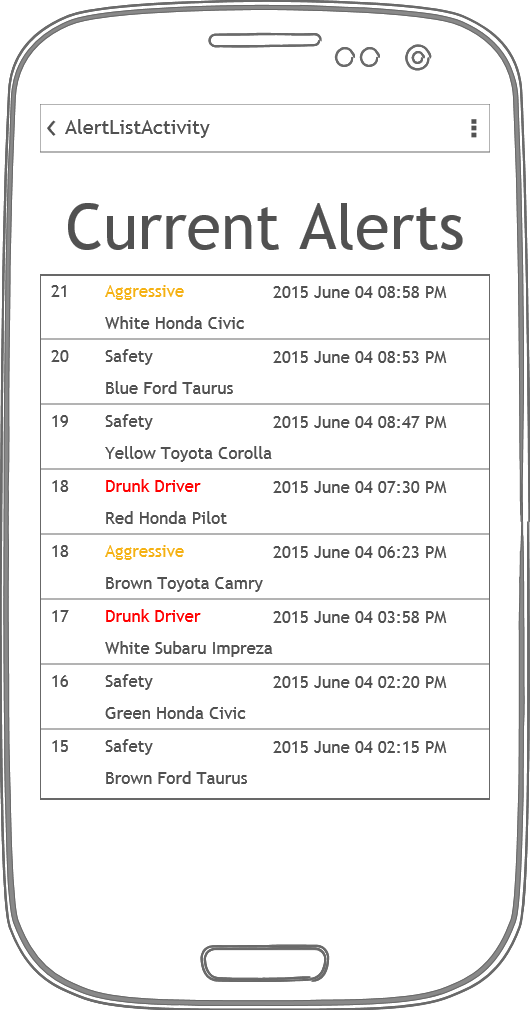 AlertListActivity
Current Alerts
21 Aggressive 2015 June 04 08:58 PM
White Honda Civic
20 Safety 2015 June 04 08:53 PM
Blue Ford Taurus
19 Safety 2015 June 04 08:47 PM
Yellow Toyota Corolla
18 Drunk Driver 2015 June 04 07:30 PM
Red Honda Pilot
18 Aggressive 2015 June 04 06:23 PM
Brown Toyota Camry
17 Drunk Driver 2015 June 04 03:58 PM
White Subaru Impreza
16 Safety 2015 June 04 02:20 PM
Green Honda Civic
15 Safety 2015 June 04 02:15 PM
Brown Ford Taurus